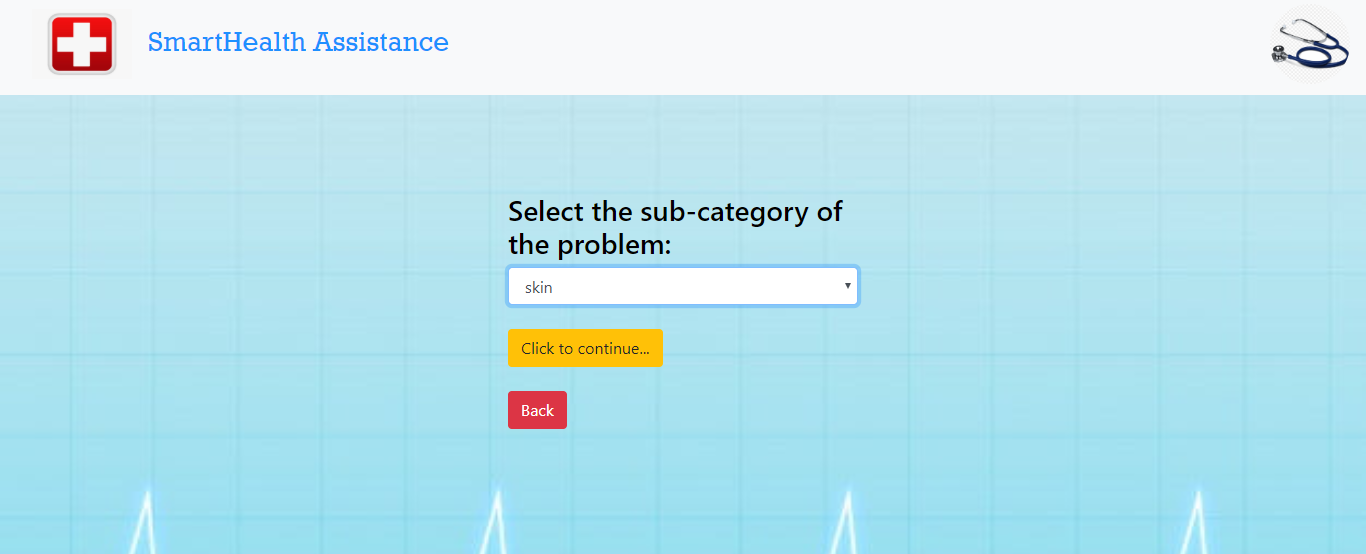 SmartHealth Assistance
Select the sub-category of
the problem:
skin
Click to continue...
Back